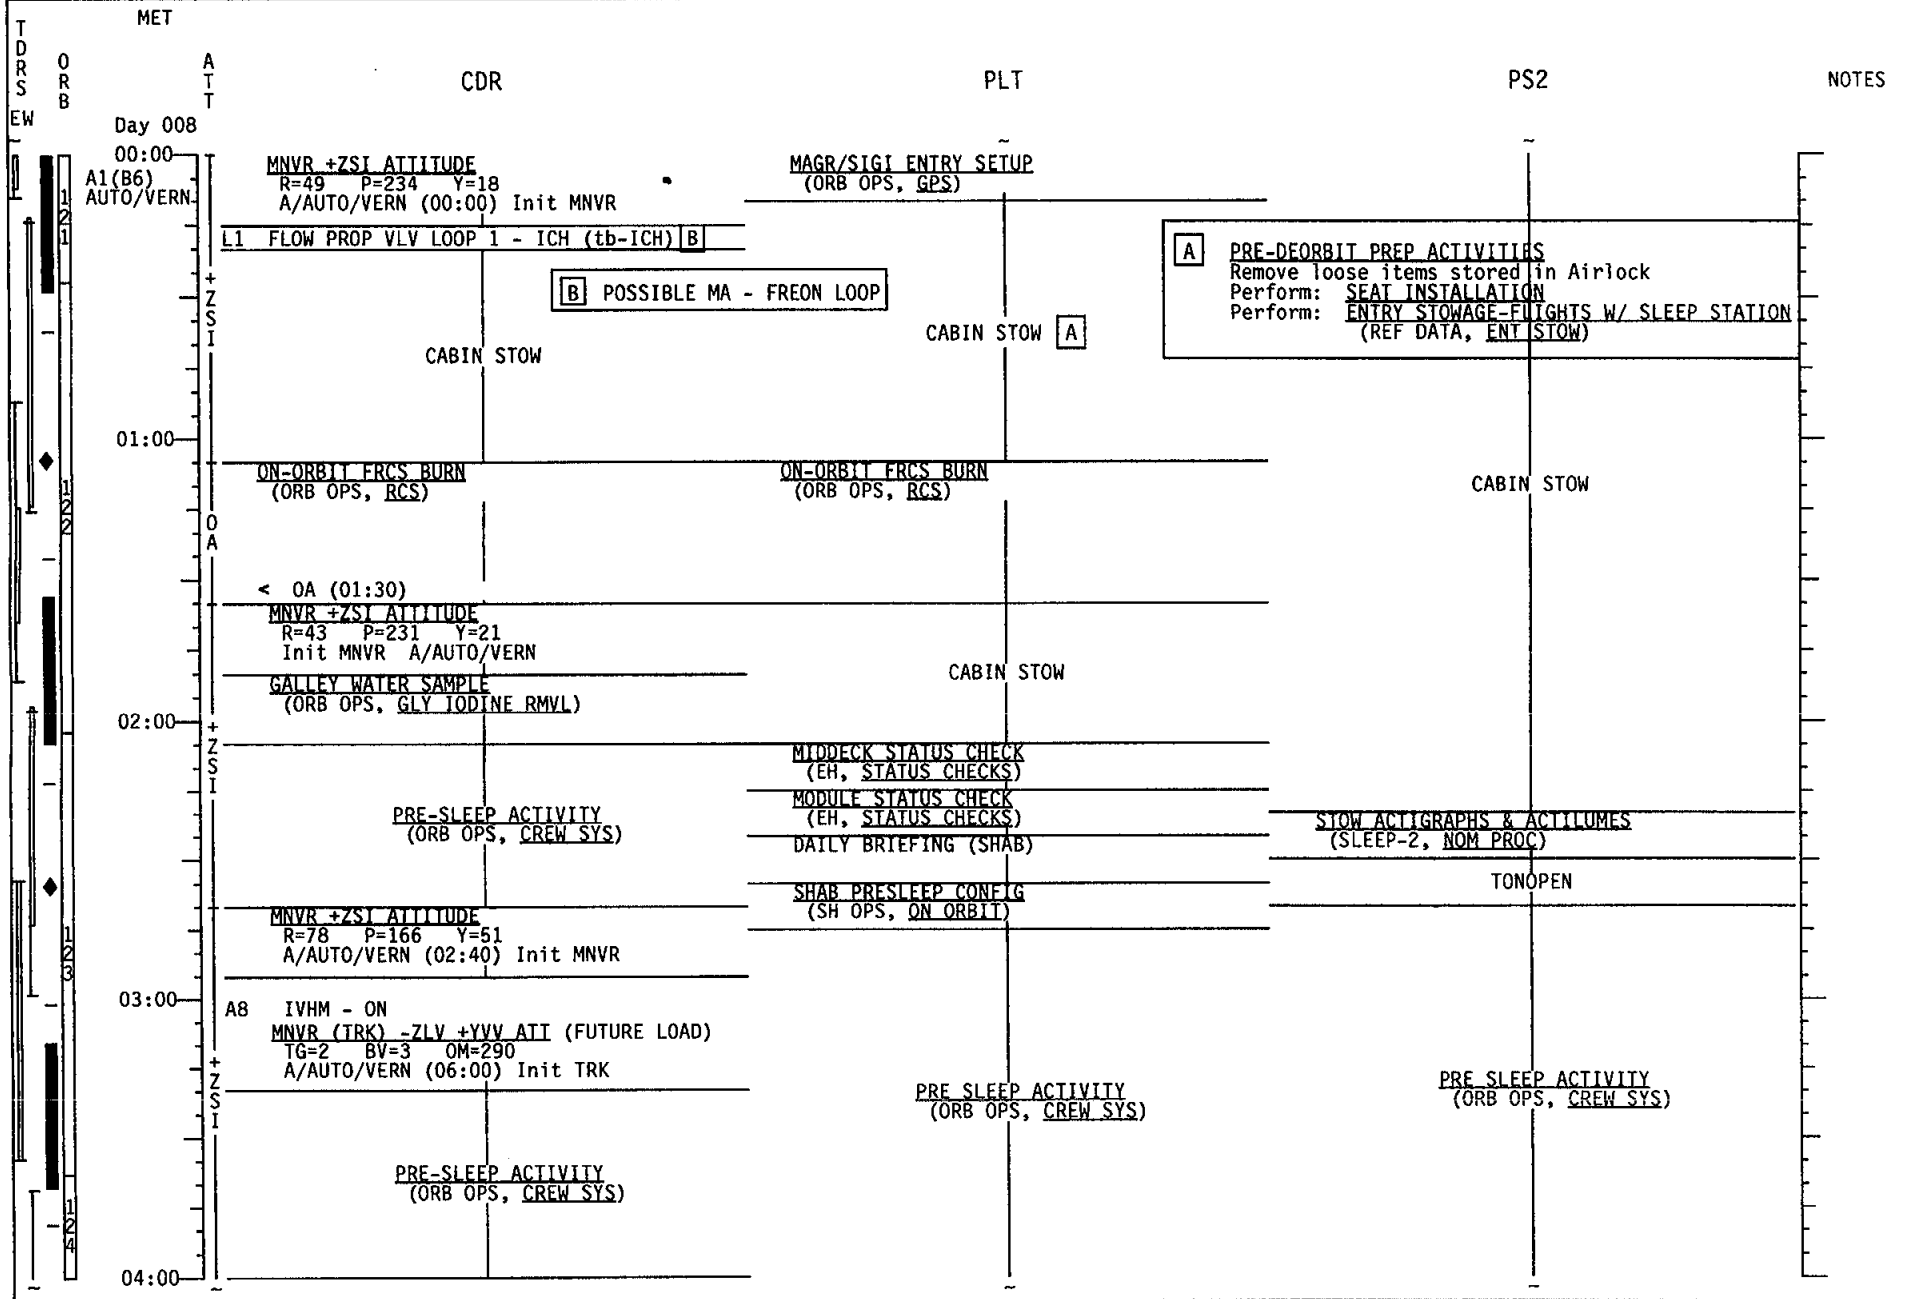 MET
TDRS
ORB
ATT
CDR
PLT
PS2
NOTES
EW
Day 008
00:00
A1(B6)
AUTO/VERN
MNVR +ZSI ATTITUDE
R=49 P=234 Y=18
A/AUTO/VERN (00:00) Init MNVR
MAGR/SIGI ENTRY SETUP
(ORB OPS, GPS)
121
L1 FLOW PROP VLV LOOP 1 - ICH (tb-ICH) B
B POSSIBLE MA - FREON LOOP
A PRE-DEORBIT PREP ACTIVITIES
Remove loose items stored in Airlock
Perform: SEAT INSTALLATION
Perform: ENTRY STOWAGE-FLIGHTS W/ SLEEP STATION
(REF DATA, ENT STOW)
+ZSI
CABIN STOW
CABIN STOW A
01:00
ON-ORBIT FRCS BURN
(ORB OPS, RCS)
ON-ORBIT FRCS BURN
(ORB OPS, RCS)
CABIN STOW
122
OA
< OA (01:30)
MNVR +ZSI ATTITUDE
R=43 P=231 Y=21
Init MNVR A/AUTO/VERN
CABIN STOW
GALLEY WATER SAMPLE
(ORB OPS, GLY IODINE RMVL)
02:00
+ZSI
MIDDECK STATUS CHECK
(EH, STATUS CHECKS)
MODULE STATUS CHECK
(EH, STATUS CHECKS)
DAILY BRIEFING (SHAB)
PRE-SLEEP ACTIVITY
(ORB OPS, CREW SYS)
STOW ACTIGRAPHS & ACTILUMES
(SLEEP-2, NOM PROC)
TONOPEN
SHAB PRESLEEP CONFIG
(SH OPS, ON ORBIT)
MNVR +ZSI ATTITUDE
R=78 P=166 Y=51
A/AUTO/VERN (02:40) Init MNVR
123
03:00
A8 IVHM - ON
MNVR (TRK) -ZLV +YVV ATT (FUTURE LOAD)
TG=2 BV=3 OM=290
A/AUTO/VERN (06:00) Init TRK
+ZSI
PRE SLEEP ACTIVITY
(ORB OPS, CREW SYS)
PRE SLEEP ACTIVITY
(ORB OPS, CREW SYS)
PRE-SLEEP ACTIVITY
(ORB OPS, CREW SYS)
124
04:00